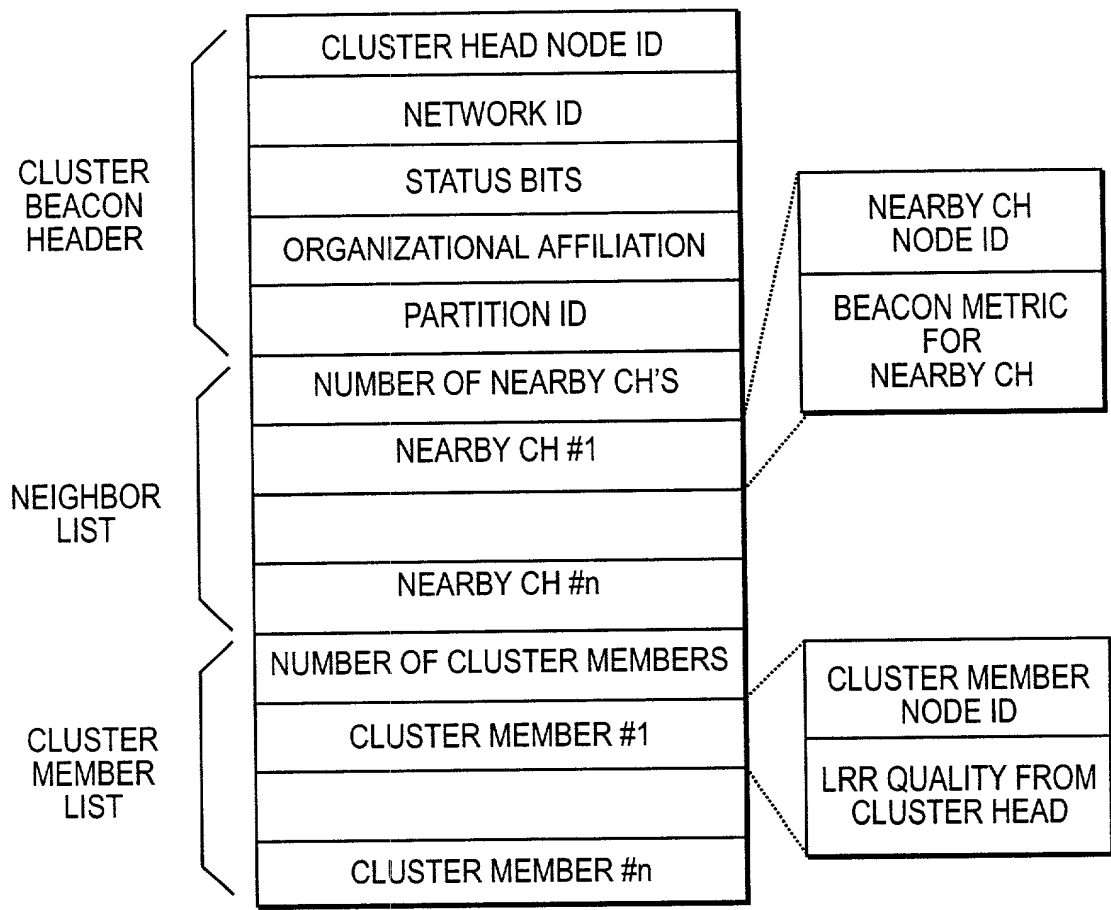 CLUSTER HEAD NODE ID
NETWORK ID
STATUS BITS
ORGANIZATIONAL AFFILIATION
PARTITION ID
NUMBER OF NEARBY CH'S
NEARBY CH #1
NEARBY CH #n
NUMBER OF CLUSTER MEMBERS
CLUSTER MEMBER #1
CLUSTER MEMBER #n
CLUSTER
BEACON
HEADER
NEIGHBOR
LIST
CLUSTER
MEMBER
LIST
NEARBY CH
NODE ID
BEACON METRIC
FOR
NEARBY CH
CLUSTER MEMBER
NODE ID
LRR QUALITY FROM
CLUSTER HEAD